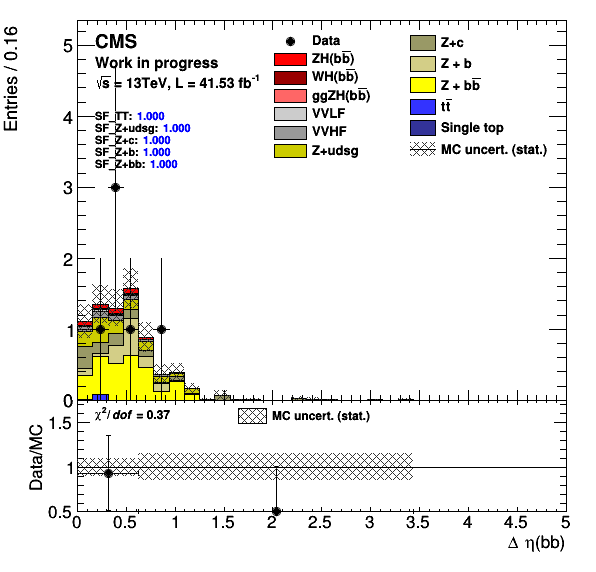 Entries / 0.16
CMS
Work in progress
√s = 13TeV, L = 41.53 fb⁻¹
SF_TT: 1.000
SF_Z+udsg: 1.000
SF_Z+c: 1.000
SF_Z+b: 1.000
SF_Z+bb: 1.000
Data
ZH(bb̅)
WH(bb̅)
ggZH(bb̅)
VVLF
VVHF
Z+udsg
Z+c
Z + b
Z + bb̅
tt̅
Single top
MC uncert. (stat.)
5
4
3
2
1
0
χ²/dof = 0.37
MC uncert. (stat.)
Data/MC
1.5
1
0.5
0 0.5 1 1.5 2 2.5 3 3.5 4 4.5 5
Δ η(bb)